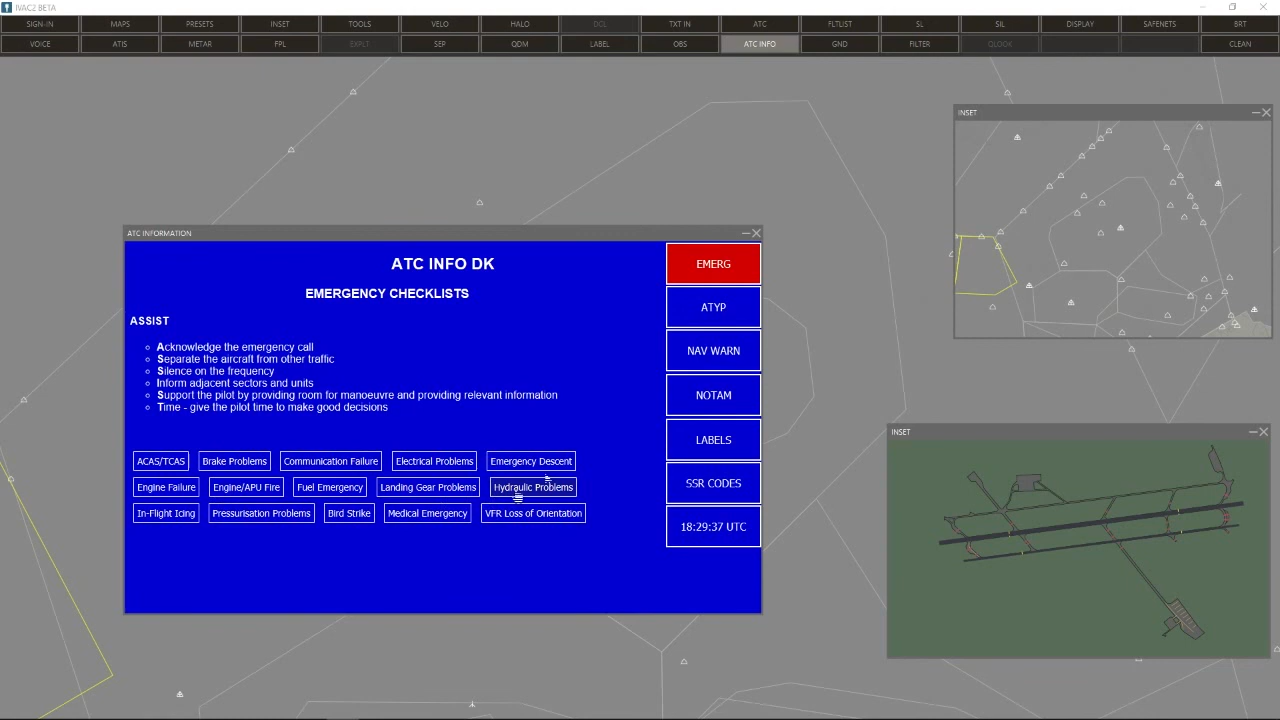 IVAC2 BETA
SIGN-IN MAPS PRESETS INSET TOOLS VELO HALO DCL TXT IN ATC FLTLIST SL SIL DISPLAY SAFENETS BRT
VOICE ATIS METAR FPL EXPLT SEP QDM LABEL OBS ATC INFO GND FILTER QLOOK CLEAN
INSET
ATC INFORMATION
ATC INFO DK
EMERGENCY CHECKLISTS
ASSIST
Acknowledge the emergency call
Separate the aircraft from other traffic
Silence on the frequency
Inform adjacent sectors and units
Support the pilot by providing room for manoeuvre and providing relevant information
Time - give the pilot time to make good decisions
ACAS/TCAS Brake Problems Communication Failure Electrical Problems Emergency Descent
Engine Failure Engine/APU Fire Fuel Emergency Landing Gear Problems Hydraulic Problems
In-Flight Icing Pressurisation Problems Bird Strike Medical Emergency VFR Loss of Orientation
EMERG
ATYP
NAV WARN
NOTAM
LABELS
SSR CODES
18:29:37 UTC
INSET